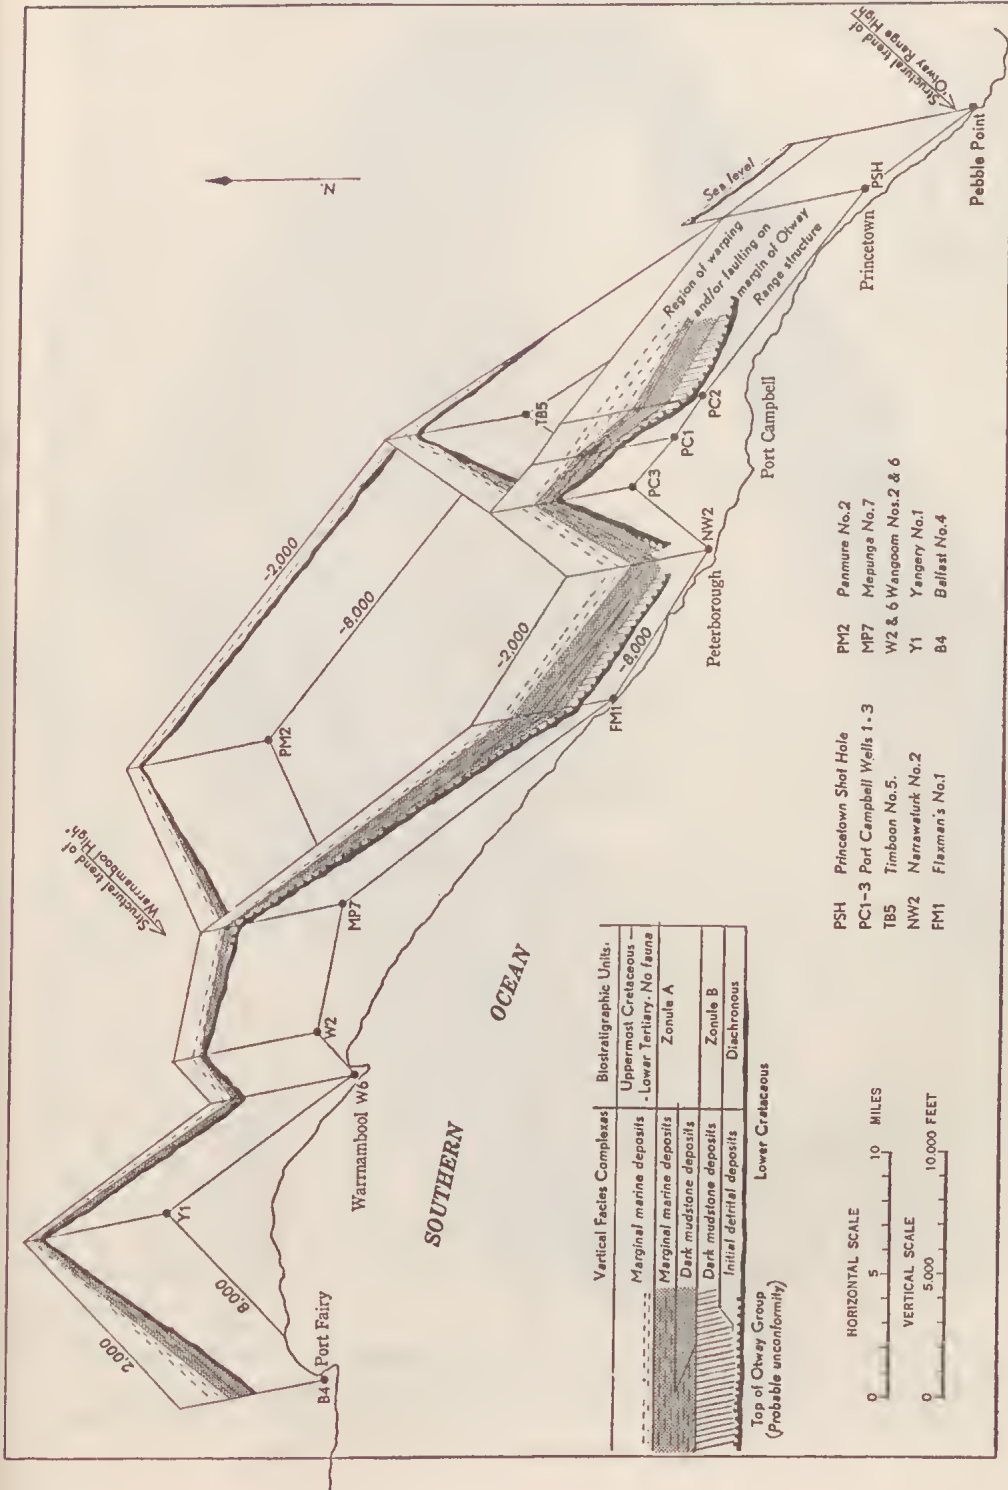 Structural trend of
'Otway Range High'
Structural trend of
'Warrnambool High'
N.
Sea level
Region of warping
and/or faulting on
margin of Otway
Range structure
-2,000
-8,000
-2,000
-8,000
2,000
8,000
PM2
TB5
PC1
PC2
PC3
NW2
FM1
MP7
W2
W6
Y1
B4
PSH
Pebble Point
Princetown
Port Campbell
Peterborough
Warrnambool
Port Fairy
SOUTHERN
OCEAN
Vertical Facies Complexes
Biostratigraphic Units.
Marginal marine deposits
Uppermost Cretaceous —
- Lower Tertiary. No fauna
Marginal marine deposits
Zonule A
Dark mudstone deposits
Dark mudstone deposits
Zonule B
Initial detrital deposits
Diachronous
Top of Otway Group
(Probable unconformity)
Lower Cretaceous
HORIZONTAL SCALE
0 5 10 MILES
VERTICAL SCALE
0 5.000 10,000 FEET
PSH Princetown Shot Hole
PC1-3 Port Campbell Wells 1-3
TB5 Timboon No.5.
NW2 Narrawaturk No.2
FM1 Flaxman's No.1
PM2 Panmure No.2
MP7 Mepunga No.7
W2 & 6 Wangoom Nos.2 & 6
Y1 Yangery No.1
B4 Belfast No.4